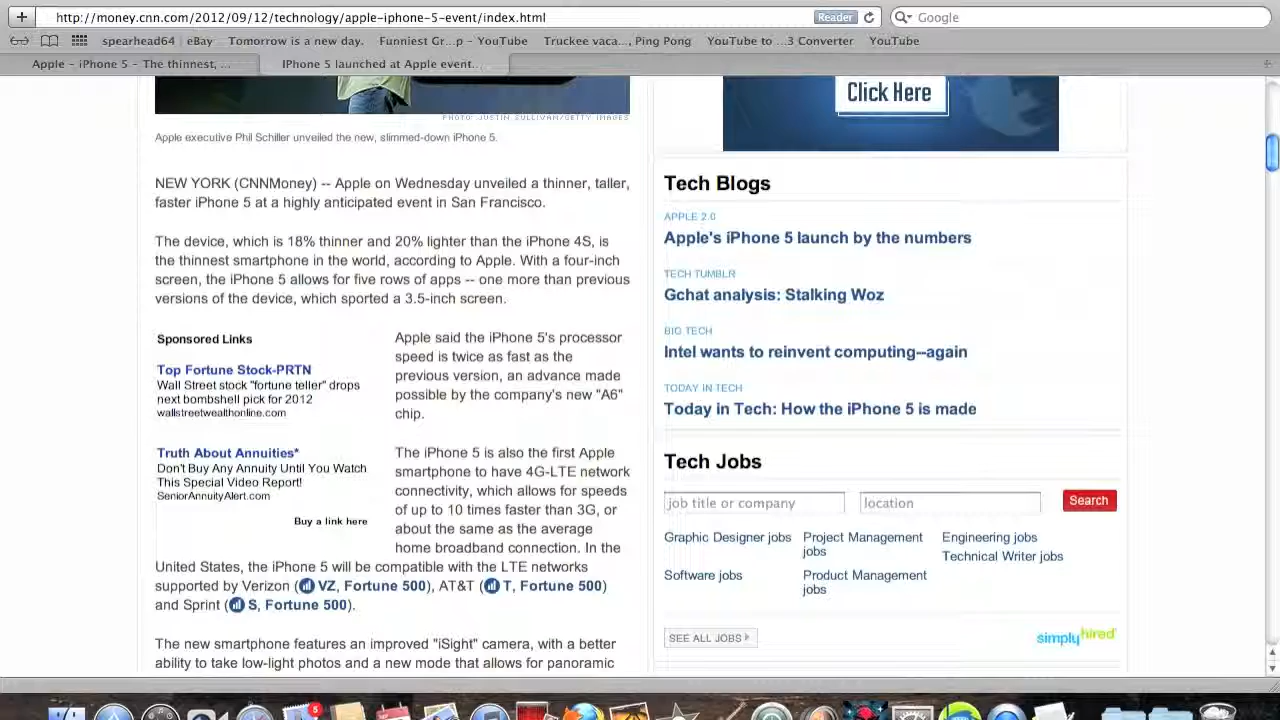 http://money.cnn.com/2012/09/12/technology/apple-iphone-5-event/index.html
Reader
Google
spearhead64
eBay
Tomorrow is a new day.
Funniest Gr...p - YouTube
Truckee vaca..., Ping Pong
YouTube to ...3 Converter
YouTube
Apple - iPhone 5 - The thinnest, ...
IPhone 5 launched at Apple event...
PHOTO: JUSTIN SULLIVAN/GETTY IMAGES
Apple executive Phil Schiller unveiled the new, slimmed-down iPhone 5.
NEW YORK (CNNMoney) -- Apple on Wednesday unveiled a thinner, taller,
faster iPhone 5 at a highly anticipated event in San Francisco.
The device, which is 18% thinner and 20% lighter than the iPhone 4S, is
the thinnest smartphone in the world, according to Apple. With a four-inch
screen, the iPhone 5 allows for five rows of apps -- one more than previous
versions of the device, which sported a 3.5-inch screen.
Sponsored Links
Top Fortune Stock-PRTN
Wall Street stock "fortune teller" drops
next bombshell pick for 2012
wallstreetwealthonline.com
Truth About Annuities*
Don't Buy Any Annuity Until You Watch
This Special Video Report!
SeniorAnnuityAlert.com
Buy a link here
Apple said the iPhone 5's processor
speed is twice as fast as the
previous version, an advance made
possible by the company's new "A6"
chip.
The iPhone 5 is also the first Apple
smartphone to have 4G-LTE network
connectivity, which allows for speeds
of up to 10 times faster than 3G, or
about the same as the average
home broadband connection. In the
United States, the iPhone 5 will be compatible with the LTE networks
supported by Verizon (VZ, Fortune 500), AT&T (T, Fortune 500)
and Sprint (S, Fortune 500).
The new smartphone features an improved "iSight" camera, with a better
ability to take low-light photos and a new mode that allows for panoramic
Click Here
Tech Blogs
APPLE 2.0
Apple's iPhone 5 launch by the numbers
TECH TUMBLR
Gchat analysis: Stalking Woz
BIG TECH
Intel wants to reinvent computing--again
TODAY IN TECH
Today in Tech: How the iPhone 5 is made
Tech Jobs
job title or company
location
Search
Graphic Designer jobs
Software jobs
Project Management
jobs
Product Management
jobs
Engineering jobs
Technical Writer jobs
SEE ALL JOBS
simplyhired
5